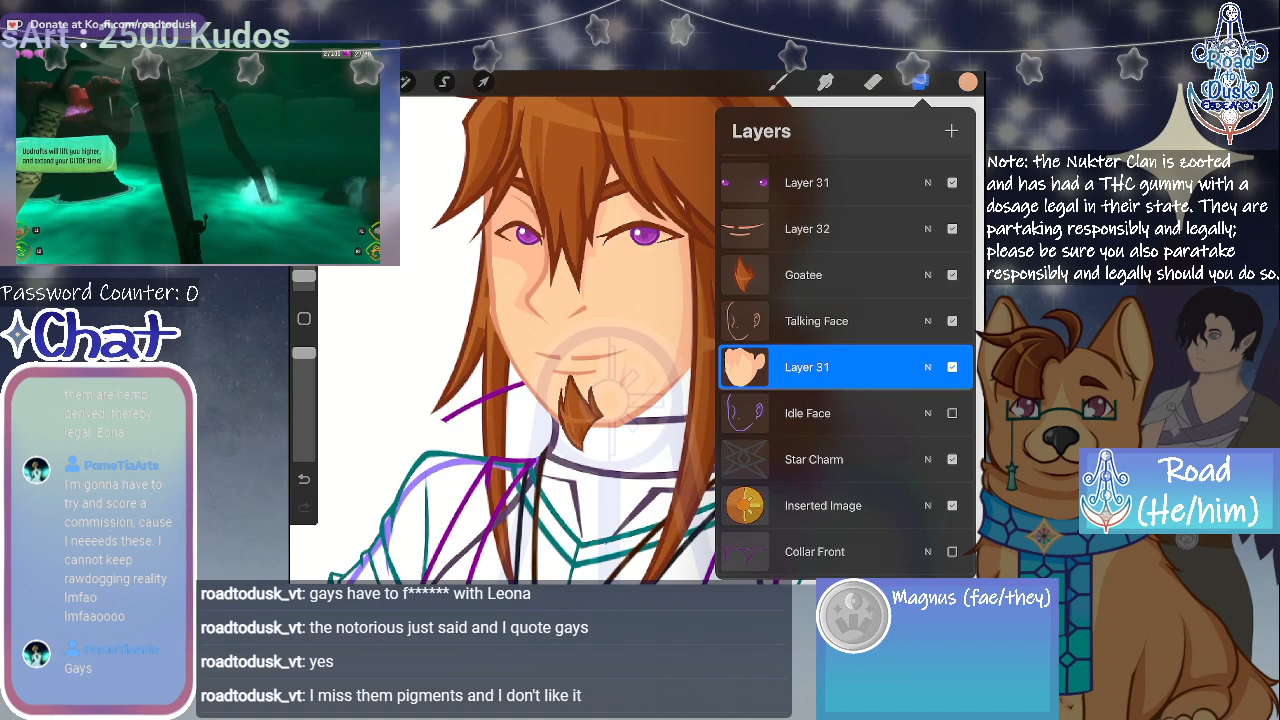 Donate at Ko-fi.com/roadtodusk
sArt : 2500 Kudos
Updrafts will lift you higher,
and extend your GLIDE time!
Password Counter: 0
Chat
them are hemp
derived, thereby
legal. Eona
PomeTiaArts
I'm gonna have to
try and score a
commission, cause
I neeeeds these. I
cannot keep
rawdogging reality
lmfao
lmfaaoooo
PomeTiaArts
Gays
Layers
Layer 31 N
Layer 32 N
Goatee N
Talking Face N
Layer 31 N
Idle Face N
Star Charm N
Inserted Image N
Collar Front N
roadtodusk_vt: gays have to f****** with Leona
roadtodusk_vt: the notorious just said and I quote gays
roadtodusk_vt: yes
roadtodusk_vt: I miss them pigments and I don't like it
Road
to
Dusk
Note: the Nukter Clan is zooted
and has had a THC gummy with a
dosage legal in their state. They are
partaking responsibly and legally;
please be sure you also paratake
responsibly and legally should you do so.
Road
(He/him)
Magnus (fae/they)